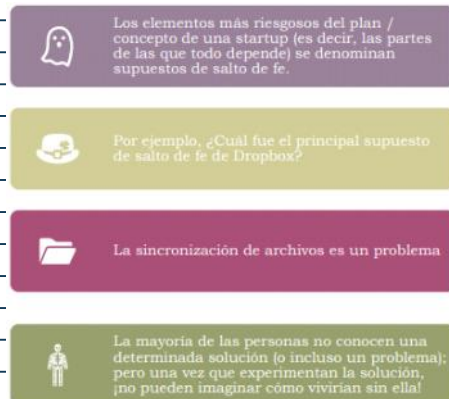 Los elementos más riesgosos del plan /
concepto de una startup (es decir, las partes
de las que todo depende) se denominan
supuestos de salto de fe.
Por ejemplo, ¿Cuál fue el principal supuesto
de salto de fe de Dropbox?
La sincronización de archivos es un problema
La mayoría de las personas no conocen una
determinada solución (o incluso un problema);
pero una vez que experimentan la solución,
¡no pueden imaginar cómo vivirían sin ella!